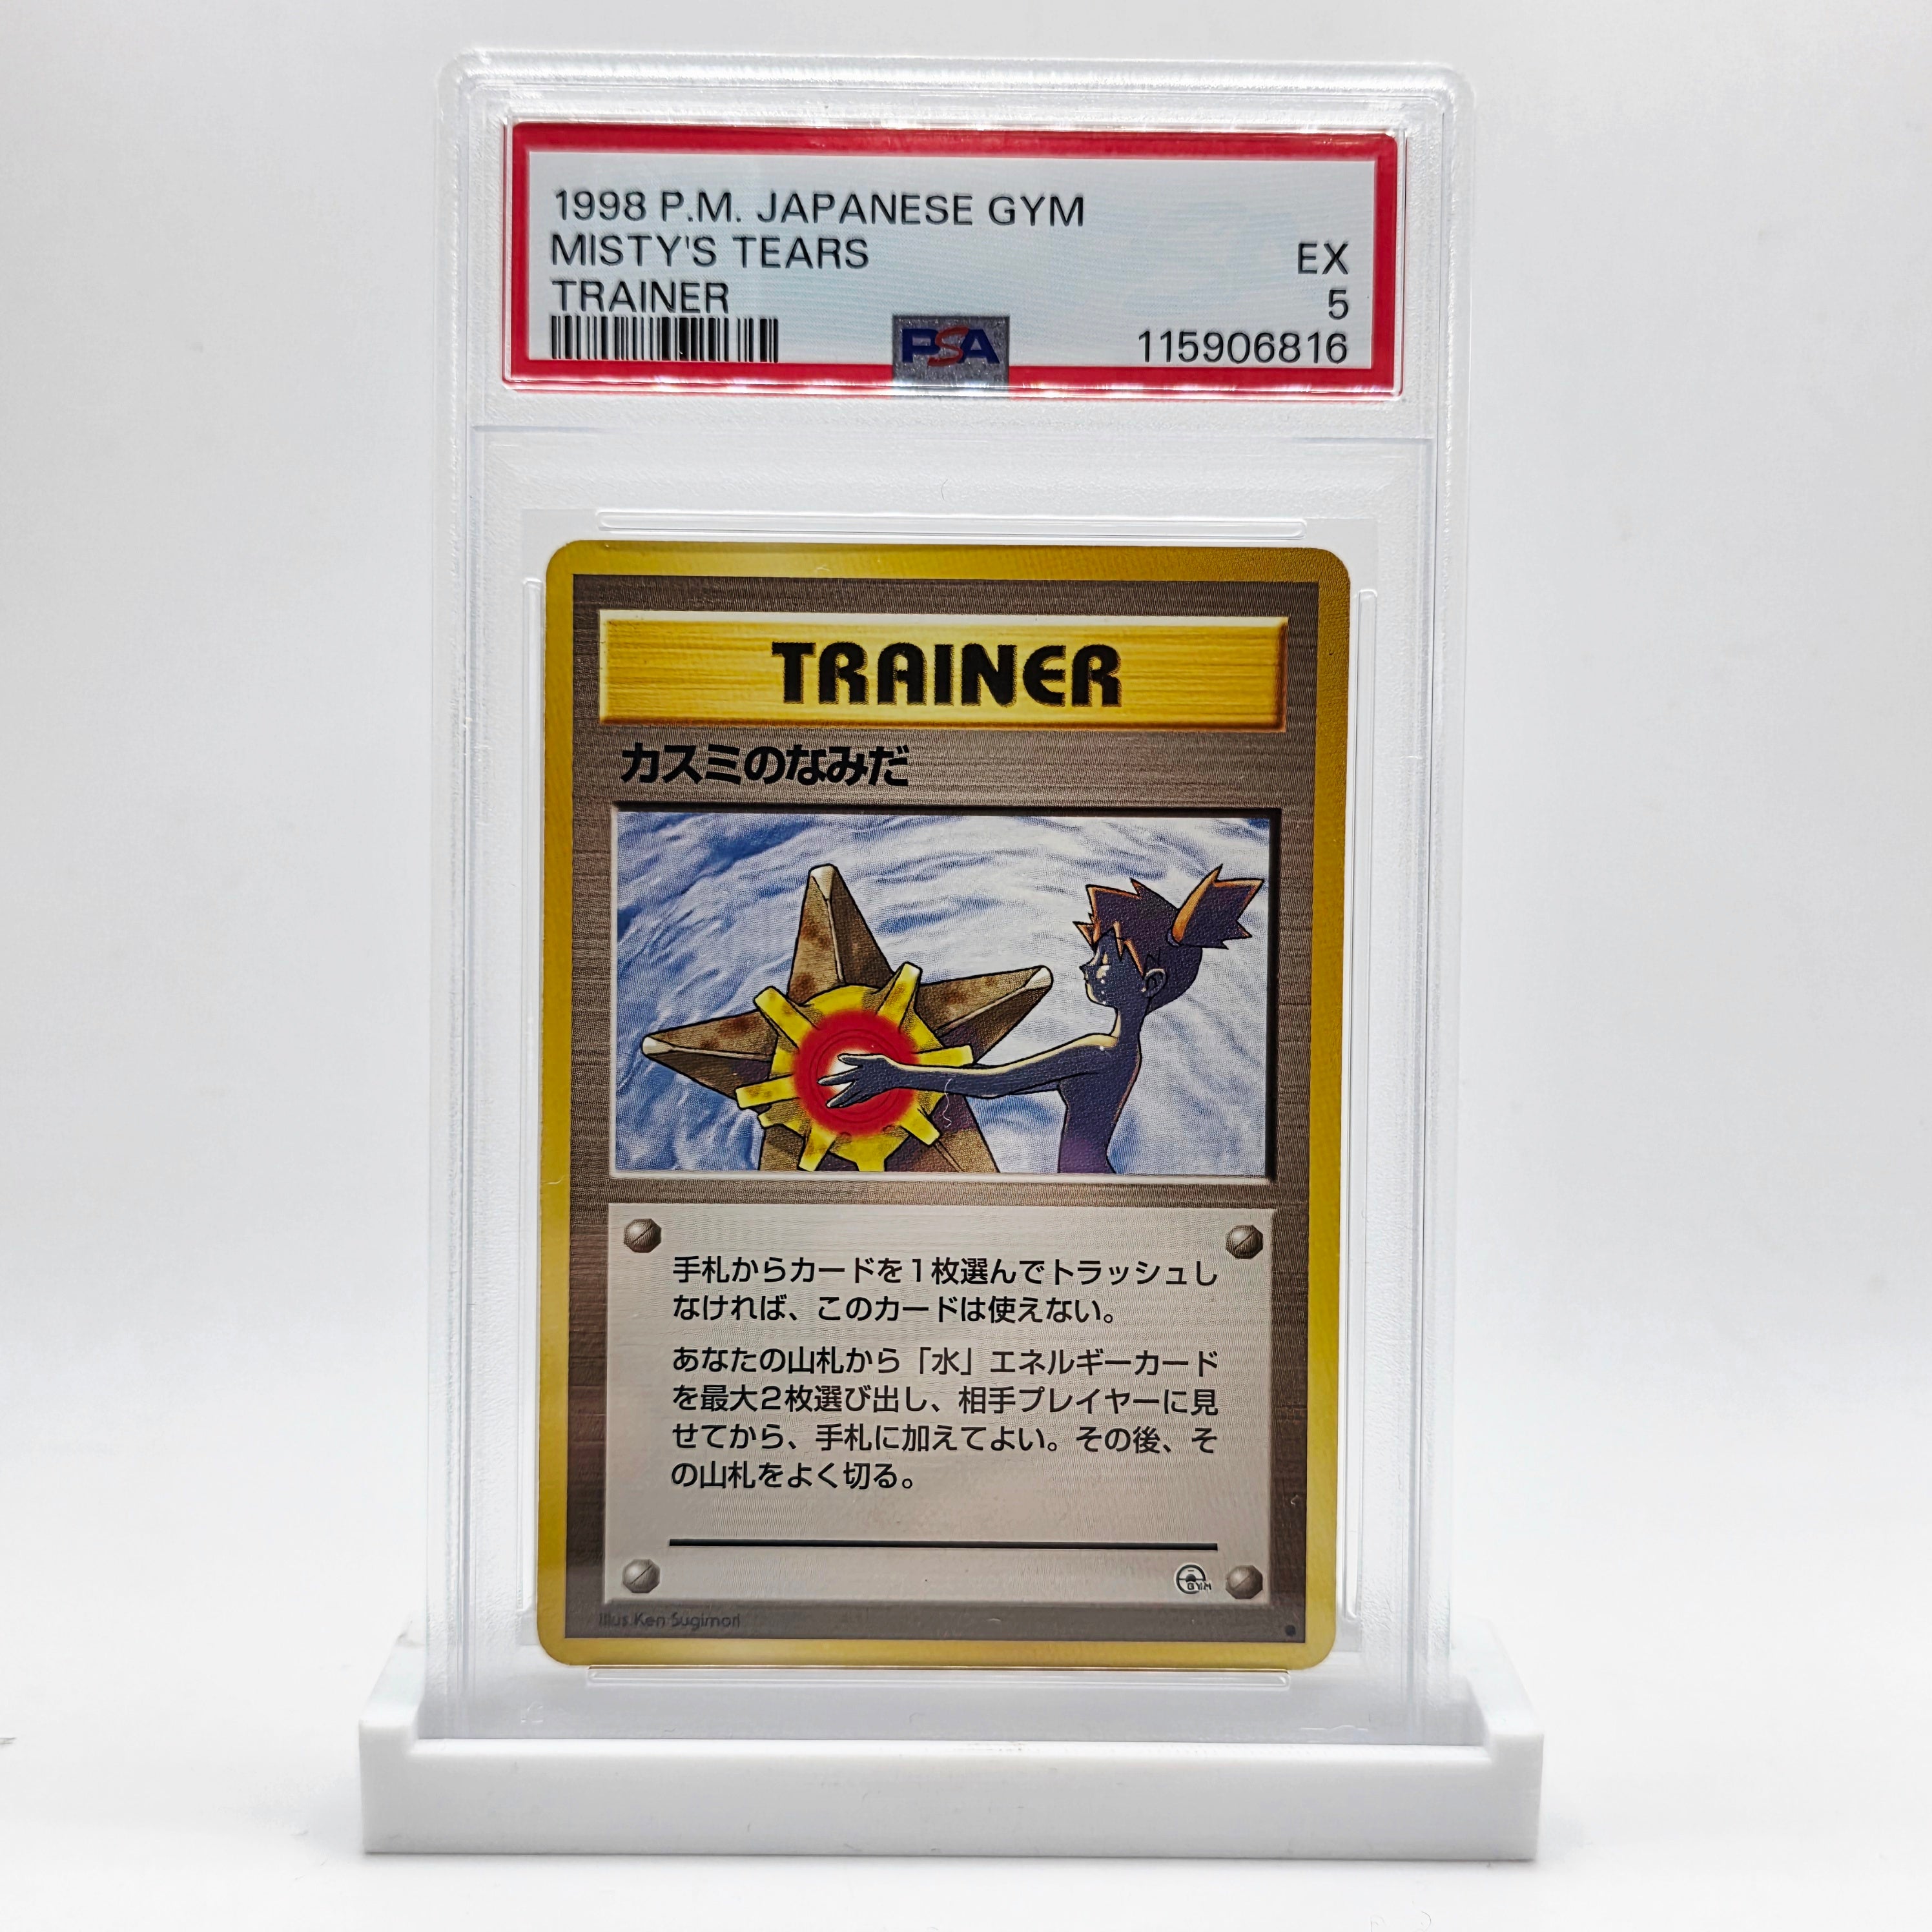 1998 P.M. JAPANESE GYM
MISTY'S TEARS
EX
TRAINER
5
PSA
115906816
TRAINER
カスミのなみだ
手札からカードを1枚選んでトラッシュし
なければ、このカードは使えない。
あなたの山札から「水」エネルギーカード
を最大2枚選び出し、相手プレイヤーに見
せてから、手札に加えてよい。その後、そ
の山札をよく切る。
GYM
Illus. Ken Sugimori